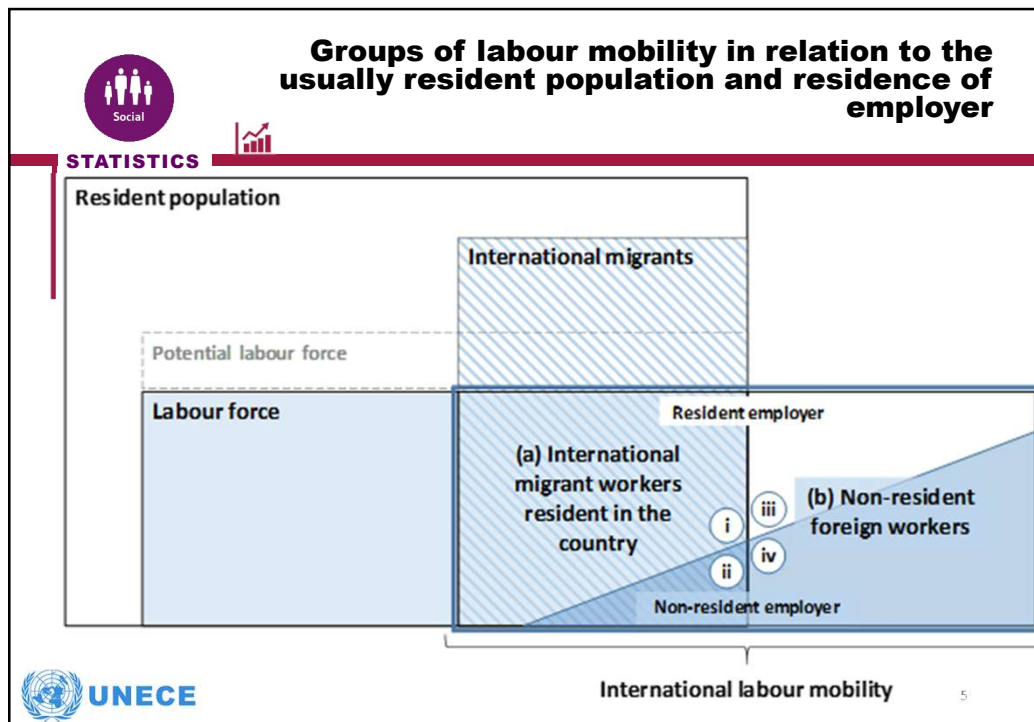 Groups of labour mobility in relation to the
usually resident population and residence of
employer
Social
STATISTICS
Resident population
International migrants
Potential labour force
Labour force
Resident employer
(a) International
migrant workers
resident in the
country
(b) Non-resident
foreign workers
i
iii
ii
iv
Non-resident employer
International labour mobility
UNECE
5